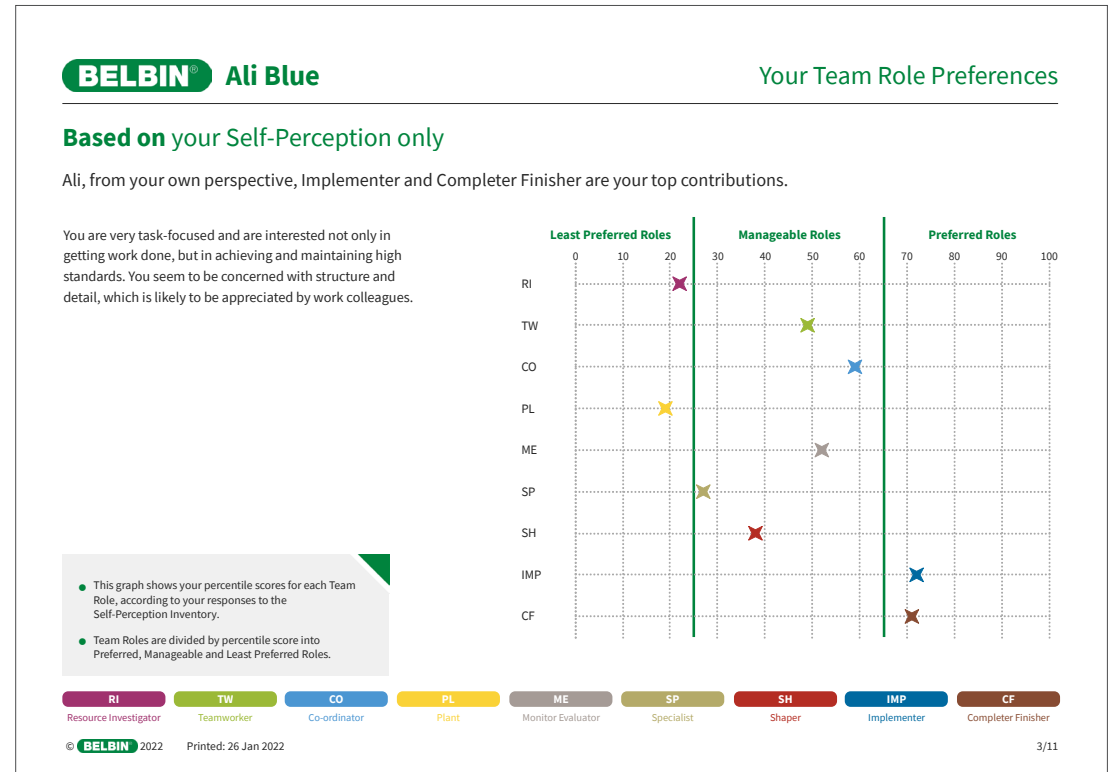 BELBIN® Ali Blue
Your Team Role Preferences
Based on your Self-Perception only
Ali, from your own perspective, Implementer and Completer Finisher are your top contributions.
You are very task-focused and are interested not only in
getting work done, but in achieving and maintaining high
standards. You seem to be concerned with structure and
detail, which is likely to be appreciated by work colleagues.
Least Preferred Roles Manageable Roles Preferred Roles
0 10 20 30 40 50 60 70 80 90 100
RI
TW
CO
PL
ME
SP
SH
IMP
CF
This graph shows your percentile scores for each Team
Role, according to your responses to the
Self-Perception Inventory.
Team Roles are divided by percentile score into
Preferred, Manageable and Least Preferred Roles.
RI TW CO PL ME SP SH IMP CF
Resource Investigator Teamworker Co-ordinator Plant Monitor Evaluator Specialist Shaper Implementer Completer Finisher
© BELBIN® 2022 Printed: 26 Jan 2022 3/11